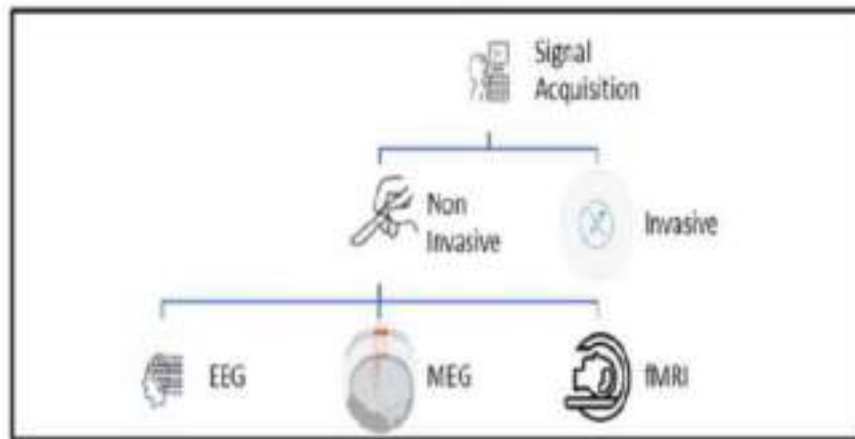 Signal
Acquisition
Non
Invasive
Invasive
EEG
MEG
fMRI